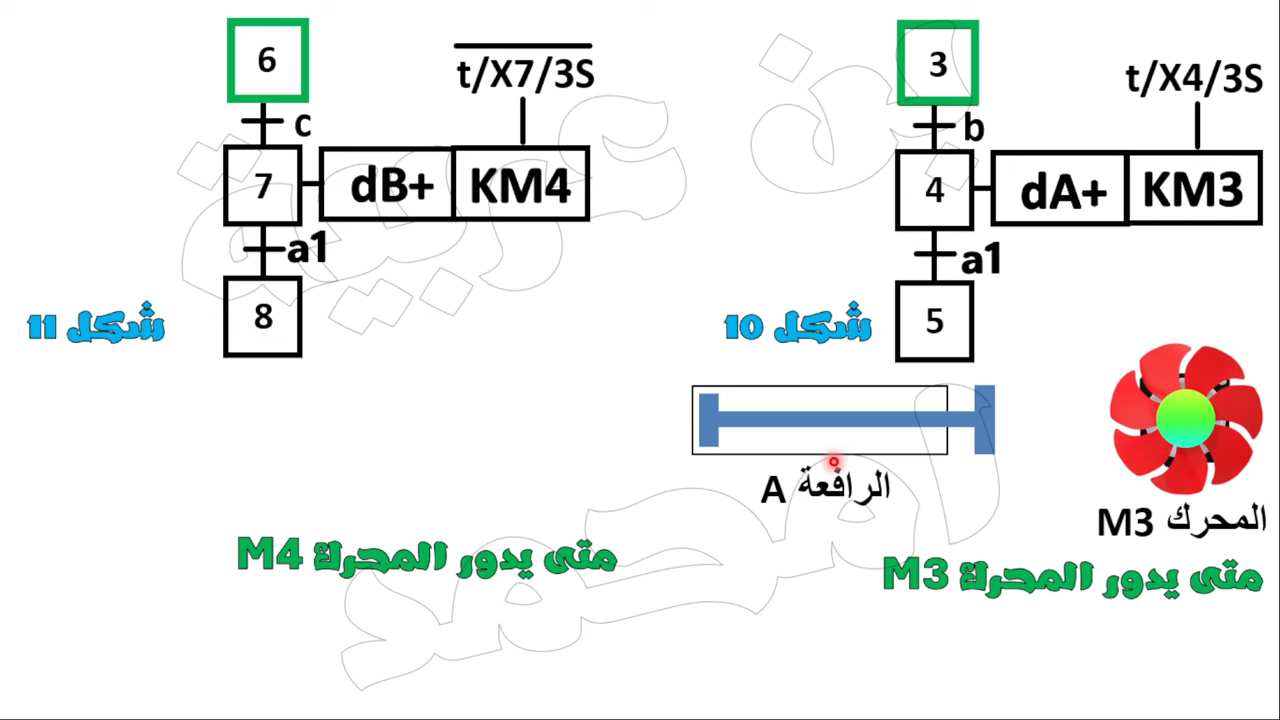 6
t/X7/3S
c
7
dB+
KM4
a1
8
شكل 11
3
t/X4/3S
b
4
dA+
KM3
a1
5
شكل 10
الرافعة A
المحرك M3
متى يدور المحرك M4
متى يدور المحرك M3